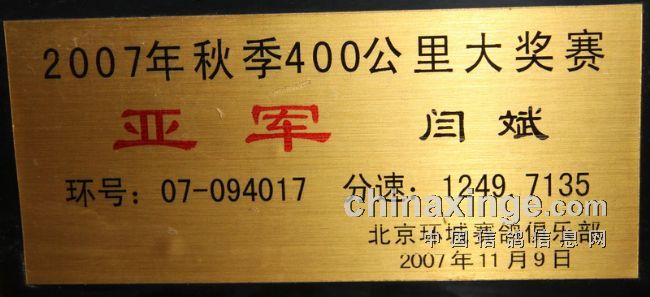 2007年秋季400公里大奖赛
亚军 闫斌
环号：07-094017 分速：1249.7135
chinaxinge.com
北京环城赛鸽俱乐部
中国信鸽信息网
2007年11月9日